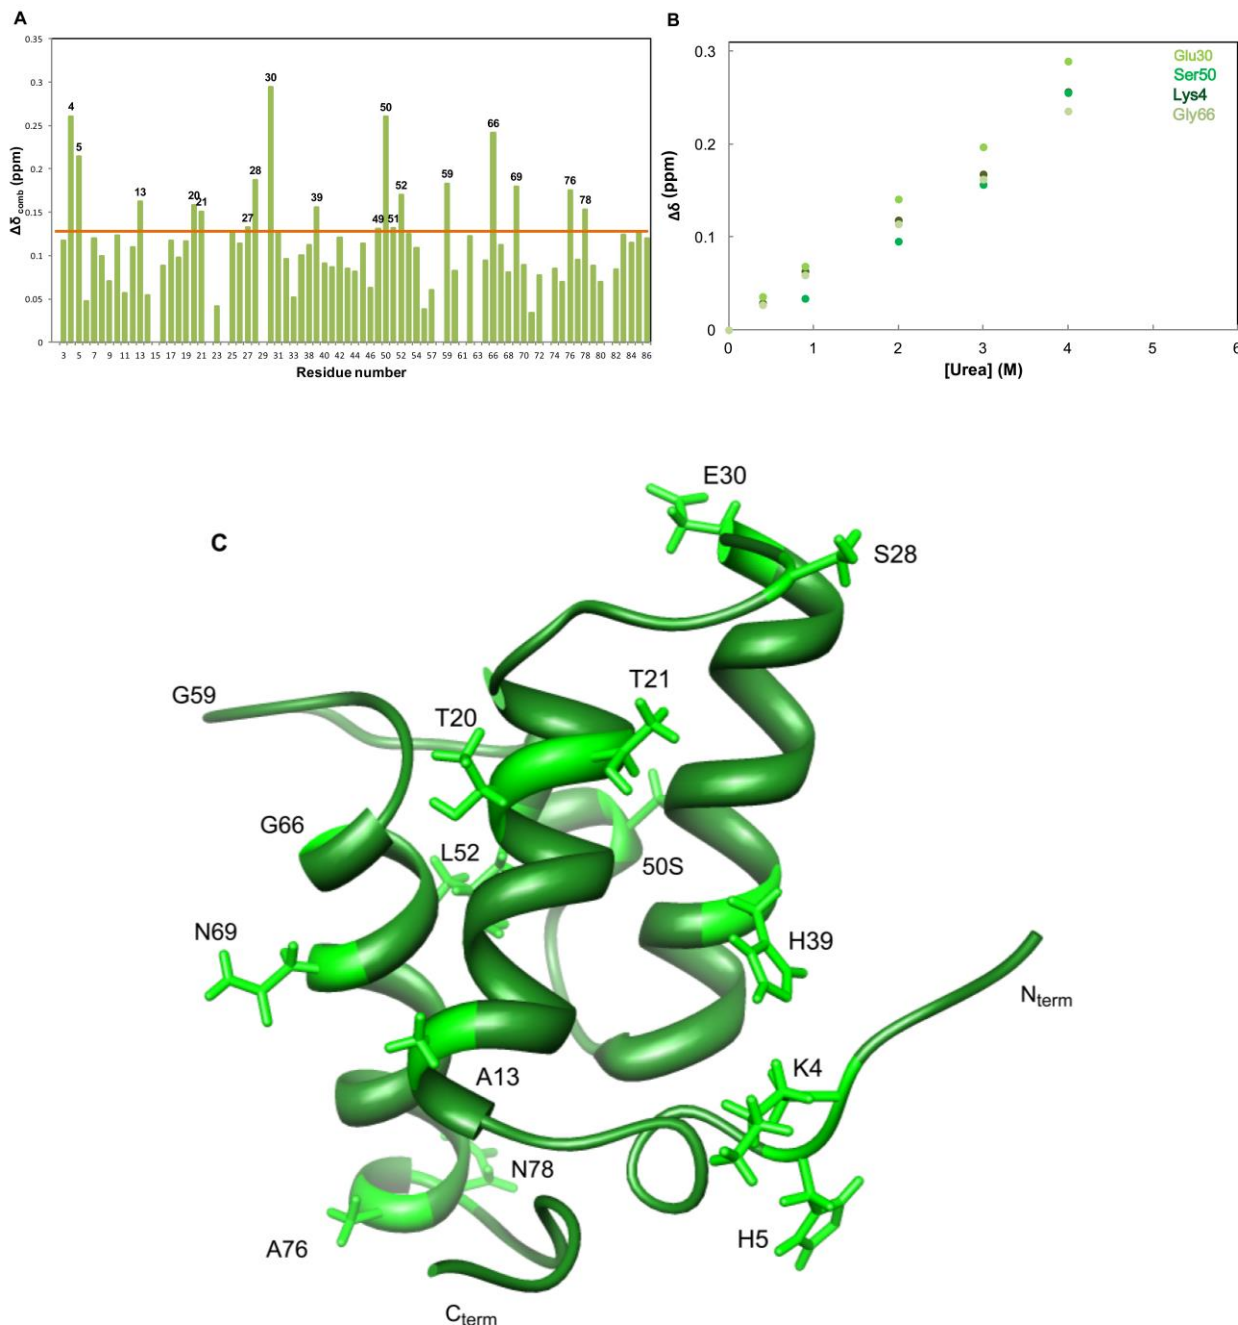 A
Δδcomb (ppm)
0.35
0.3
0.25
0.2
0.15
0.1
0.05
0
4
5
13
20
21
27
28
30
39
49
50
51
52
59
66
69
76
78
3 5 7 9 11 13 15 17 19 21 23 25 27 29 31 33 38 40 42 44 46 50 52 54 57 59 61 63 66 68 71 72 74 76 78 80 82 84 86
Residue number
B
Δδ (ppm)
0.3
0.2
0.1
0
Glu30
Ser50
Lys4
Gly66
0 1 2 3 4 5 6
[Urea] (M)
C
E30
S28
G59
T20
T21
G66
L52
50S
N69
H39
Nterm
A13
K4
N78
H5
A76
Cterm